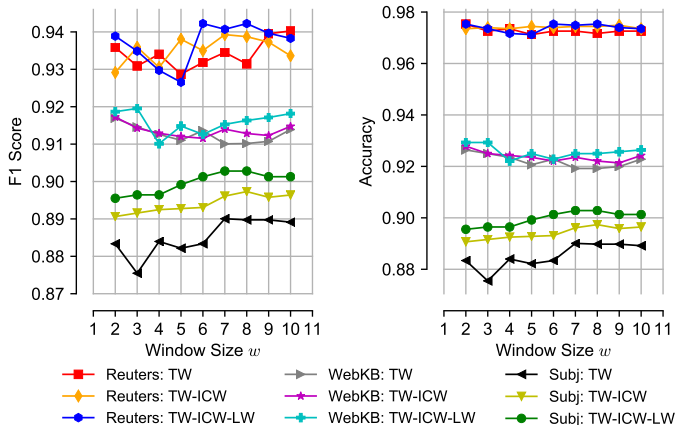 0.94
0.93
0.92
0.91
0.90
0.89
0.88
0.87
F1 Score
1 2 3 4 5 6 7 8 9 10 11
Window Size w
0.98
0.96
0.94
0.92
0.90
0.88
Accuracy
1 2 3 4 5 6 7 8 9 10 11
Window Size w
Reuters: TW
Reuters: TW-ICW
Reuters: TW-ICW-LW
WebKB: TW
WebKB: TW-ICW
WebKB: TW-ICW-LW
Subj: TW
Subj: TW-ICW
Subj: TW-ICW-LW